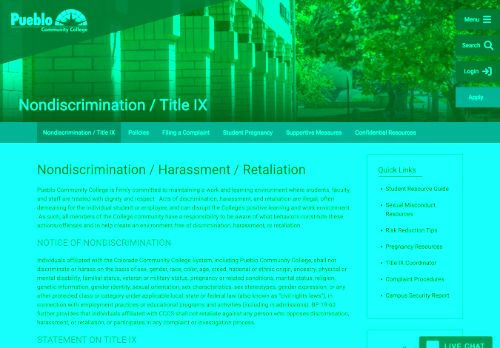 Pueblo
Community College
Menu
Search
Login
Apply
Nondiscrimination / Title IX
Nondiscrimination / Title IX
Policies
Filing a Complaint
Student Pregnancy
Supportive Measures
Confidential Resources
Nondiscrimination / Harassment / Retaliation
Pueblo Community College is firmly committed to maintaining a work and learning environment where students, faculty,
and staff are treated with dignity and respect. Acts of discrimination, harassment, and retaliation are illegal, often
demeaning for the individual student or employee, and can disrupt the College's positive learning and work environment.
As such, all members of the College community have a responsibility to be aware of what behaviors constitute these
actions/offenses and to help create an environment free of discrimination, harassment, or retaliation.
NOTICE OF NONDISCRIMINATION
Individuals affiliated with the Colorado Community College System, including Pueblo Community College, shall not
discriminate or harass on the basis of sex, gender, race, color, age, creed, national or ethnic origin, ancestry, physical or
mental disability, familial status, veteran or military status, pregnancy or related conditions, marital status, religion,
genetic information, gender identity, sexual orientation, sex characteristics, sex stereotypes, gender expression, or any
other protected class or category under applicable local, state or federal law (also known as "civil rights laws"), in
connection with employment practices or educational programs and activities (including in admissions). BP 19-60
further provides that individuals affiliated with CCCS shall not retaliate against any person who opposes discrimination,
harassment, or retaliation, or participates in any complaint or investigation process.
STATEMENT ON TITLE IX
Quick Links
Student Resource Guide
Sexual Misconduct
Resources
Risk Reduction Tips
Pregnancy Resources
Title IX Coordinator
Complaint Procedures
Campus Security Report
LIVE CHAT